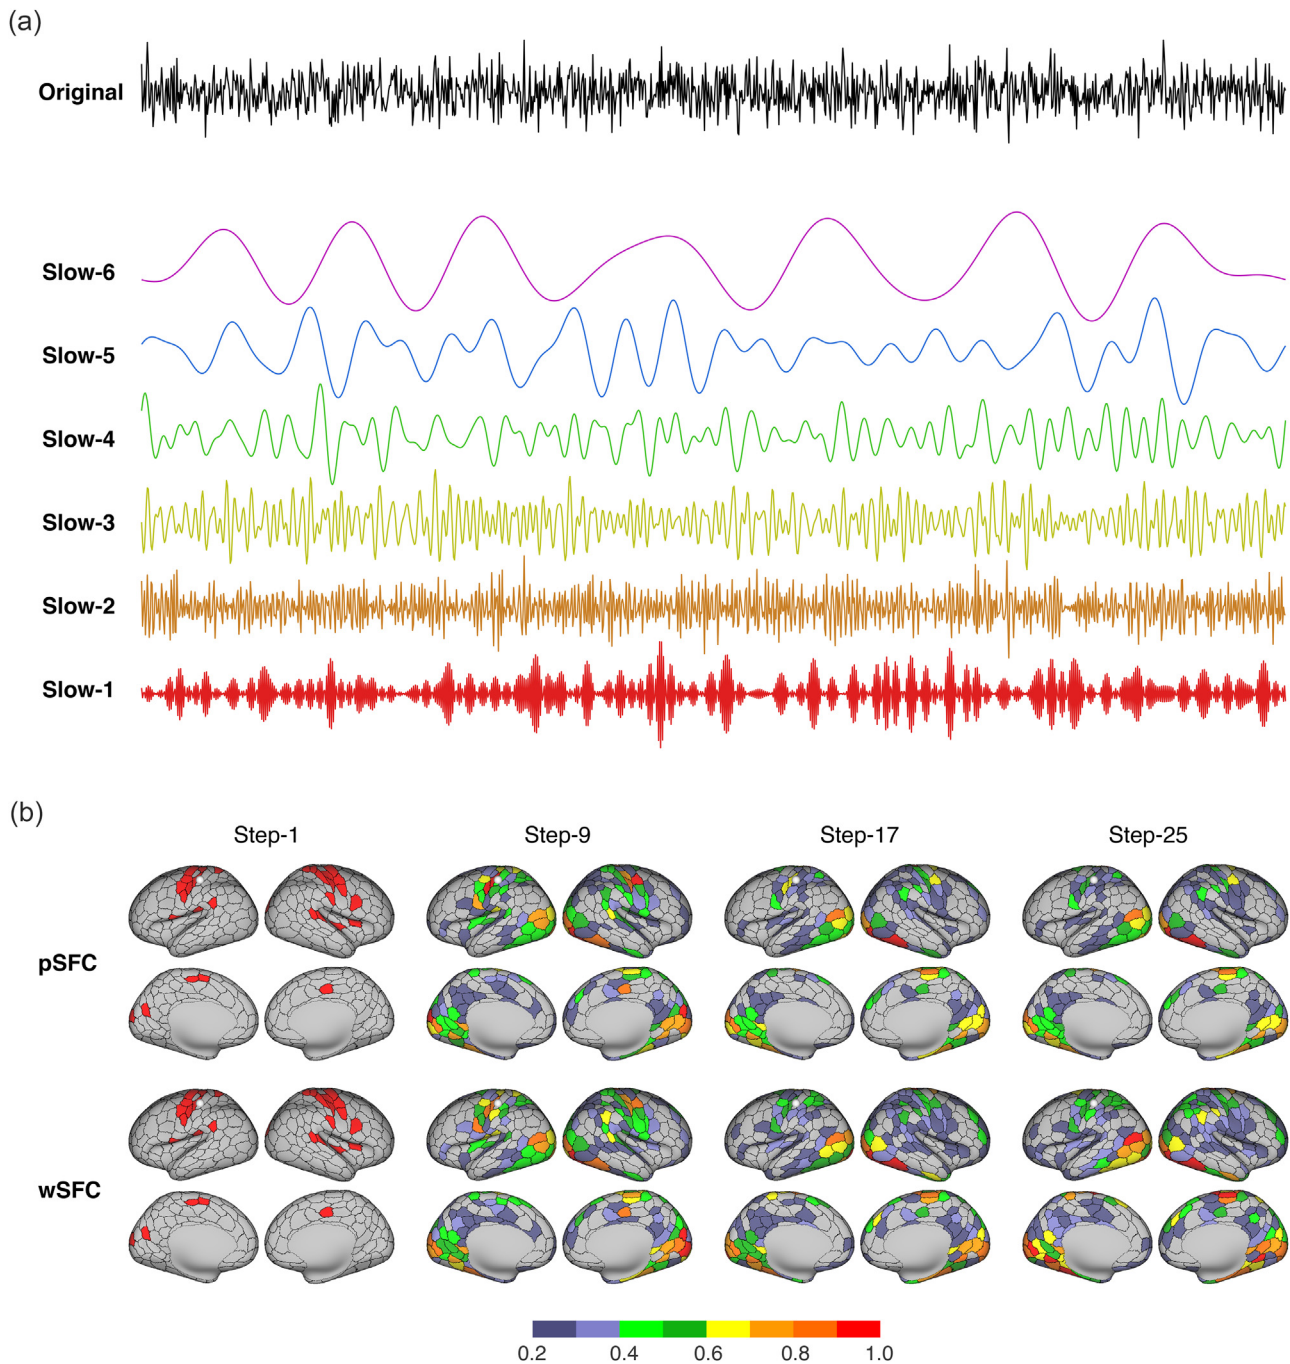 (a)
Original
Slow-6
Slow-5
Slow-4
Slow-3
Slow-2
Slow-1
(b)
Step-1 Step-9 Step-17 Step-25
pSFC
wSFC
0.2 0.4 0.6 0.8 1.0